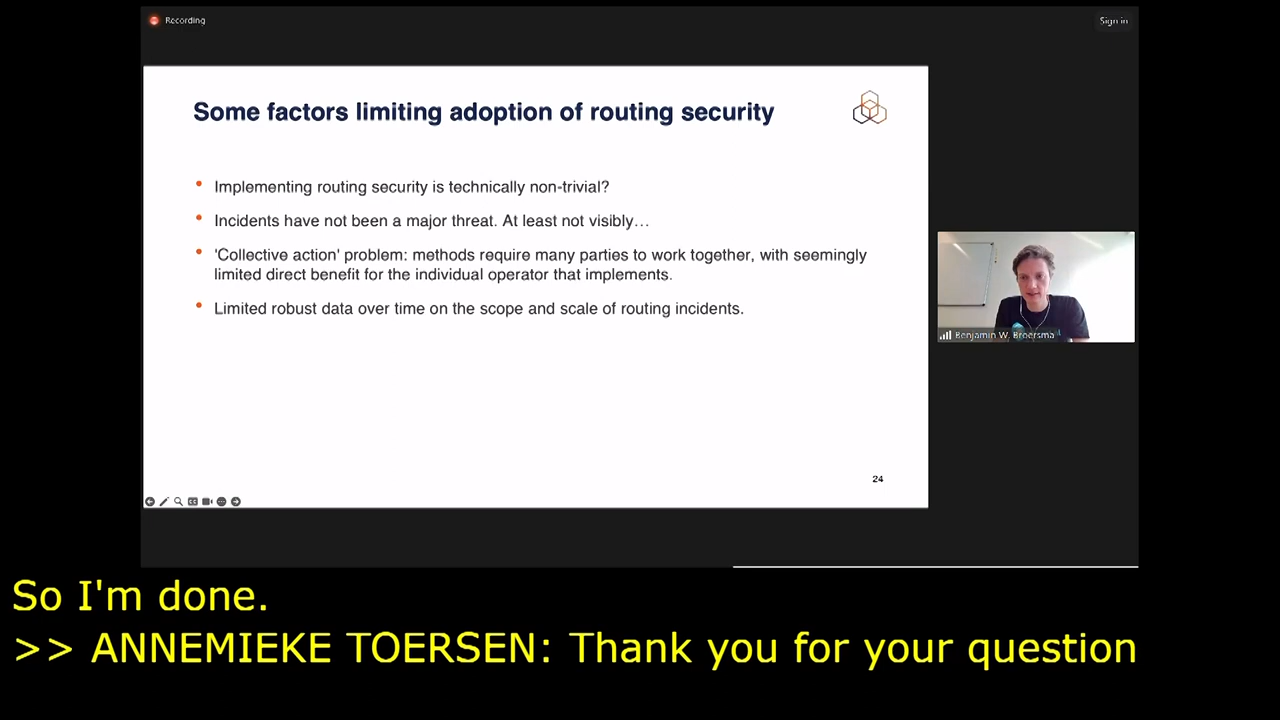 Recording
Sign in
Some factors limiting adoption of routing security
• Implementing routing security is technically non-trivial?
• Incidents have not been a major threat. At least not visibly…
• 'Collective action' problem: methods require many parties to work together, with seemingly
limited direct benefit for the individual operator that implements.
• Limited robust data over time on the scope and scale of routing incidents.
Benjamin W. Broersma
24
So I'm done.
>> ANNEMIEKE TOERSEN: Thank you for your question